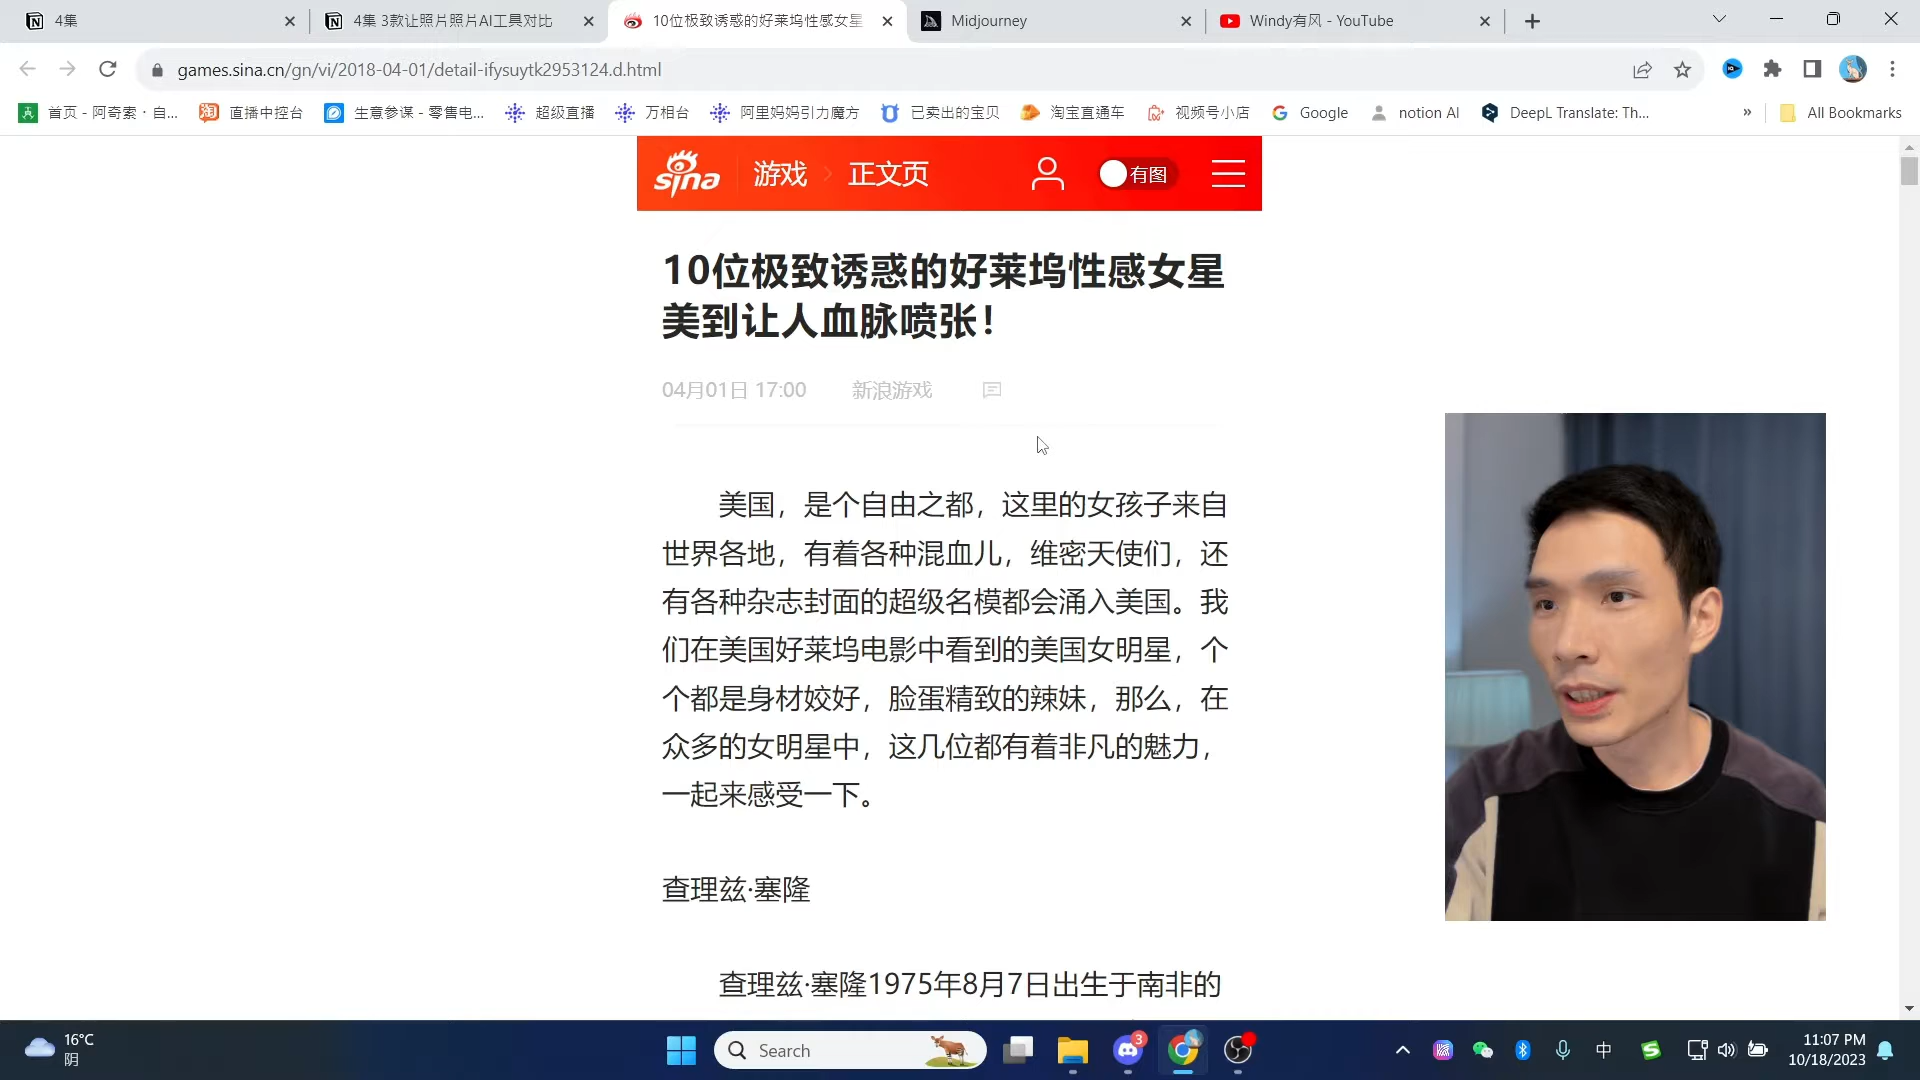 4集
4集 3款让照片照片AI工具对比
10位极致诱惑的好莱坞性感女星
Midjourney
Windy有风 - YouTube
games.sina.cn/gn/vi/2018-04-01/detail-ifysuytk2953124.d.html
首页 - 阿奇索 · 自...
直播中控台
生意参谋 - 零售电...
超级直播
万相台
阿里妈妈引力魔方
已卖出的宝贝
淘宝直通车
视频号小店
Google
notion AI
DeepL Translate: Th...
»
All Bookmarks
sina
游戏
正文页
有图
10位极致诱惑的好莱坞性感女星
美到让人血脉喷张！
04月01日 17:00
新浪游戏
美国，是个自由之都，这里的女孩子来自
世界各地，有着各种混血儿，维密天使们，还
有各种杂志封面的超级名模都会涌入美国。我
们在美国好莱坞电影中看到的美国女明星，个
个都是身材姣好，脸蛋精致的辣妹，那么，在
众多的女明星中，这几位都有着非凡的魅力，
一起来感受一下。
查理兹·塞隆
查理兹·塞隆1975年8月7日出生于南非的
16°C
阴
Search
3
中
11:07 PM
10/18/2023